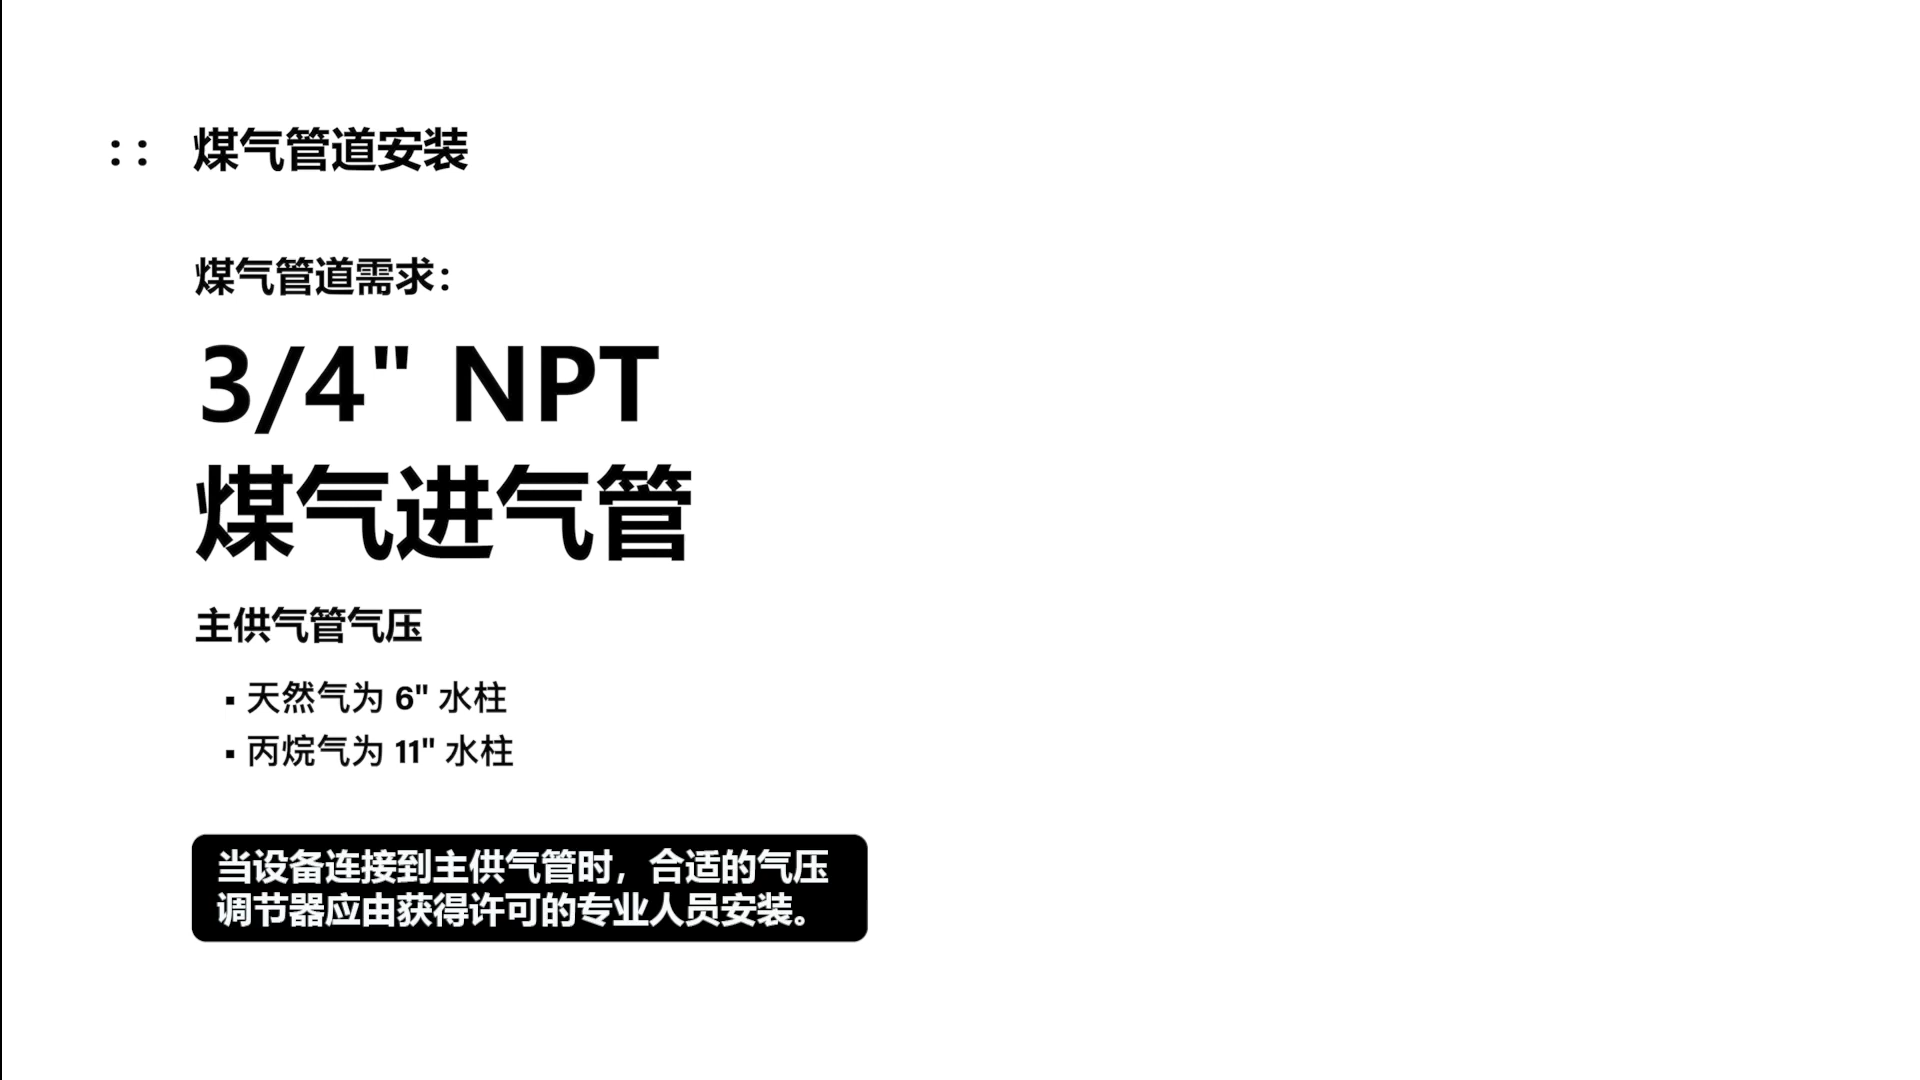 :: 煤气管道安装
煤气管道需求：
3/4" NPT
煤气进气管
主供气管气压
▪ 天然气为 6" 水柱
▪ 丙烷气为 11" 水柱
当设备连接到主供气管时，合适的气压
调节器应由获得许可的专业人员安装。